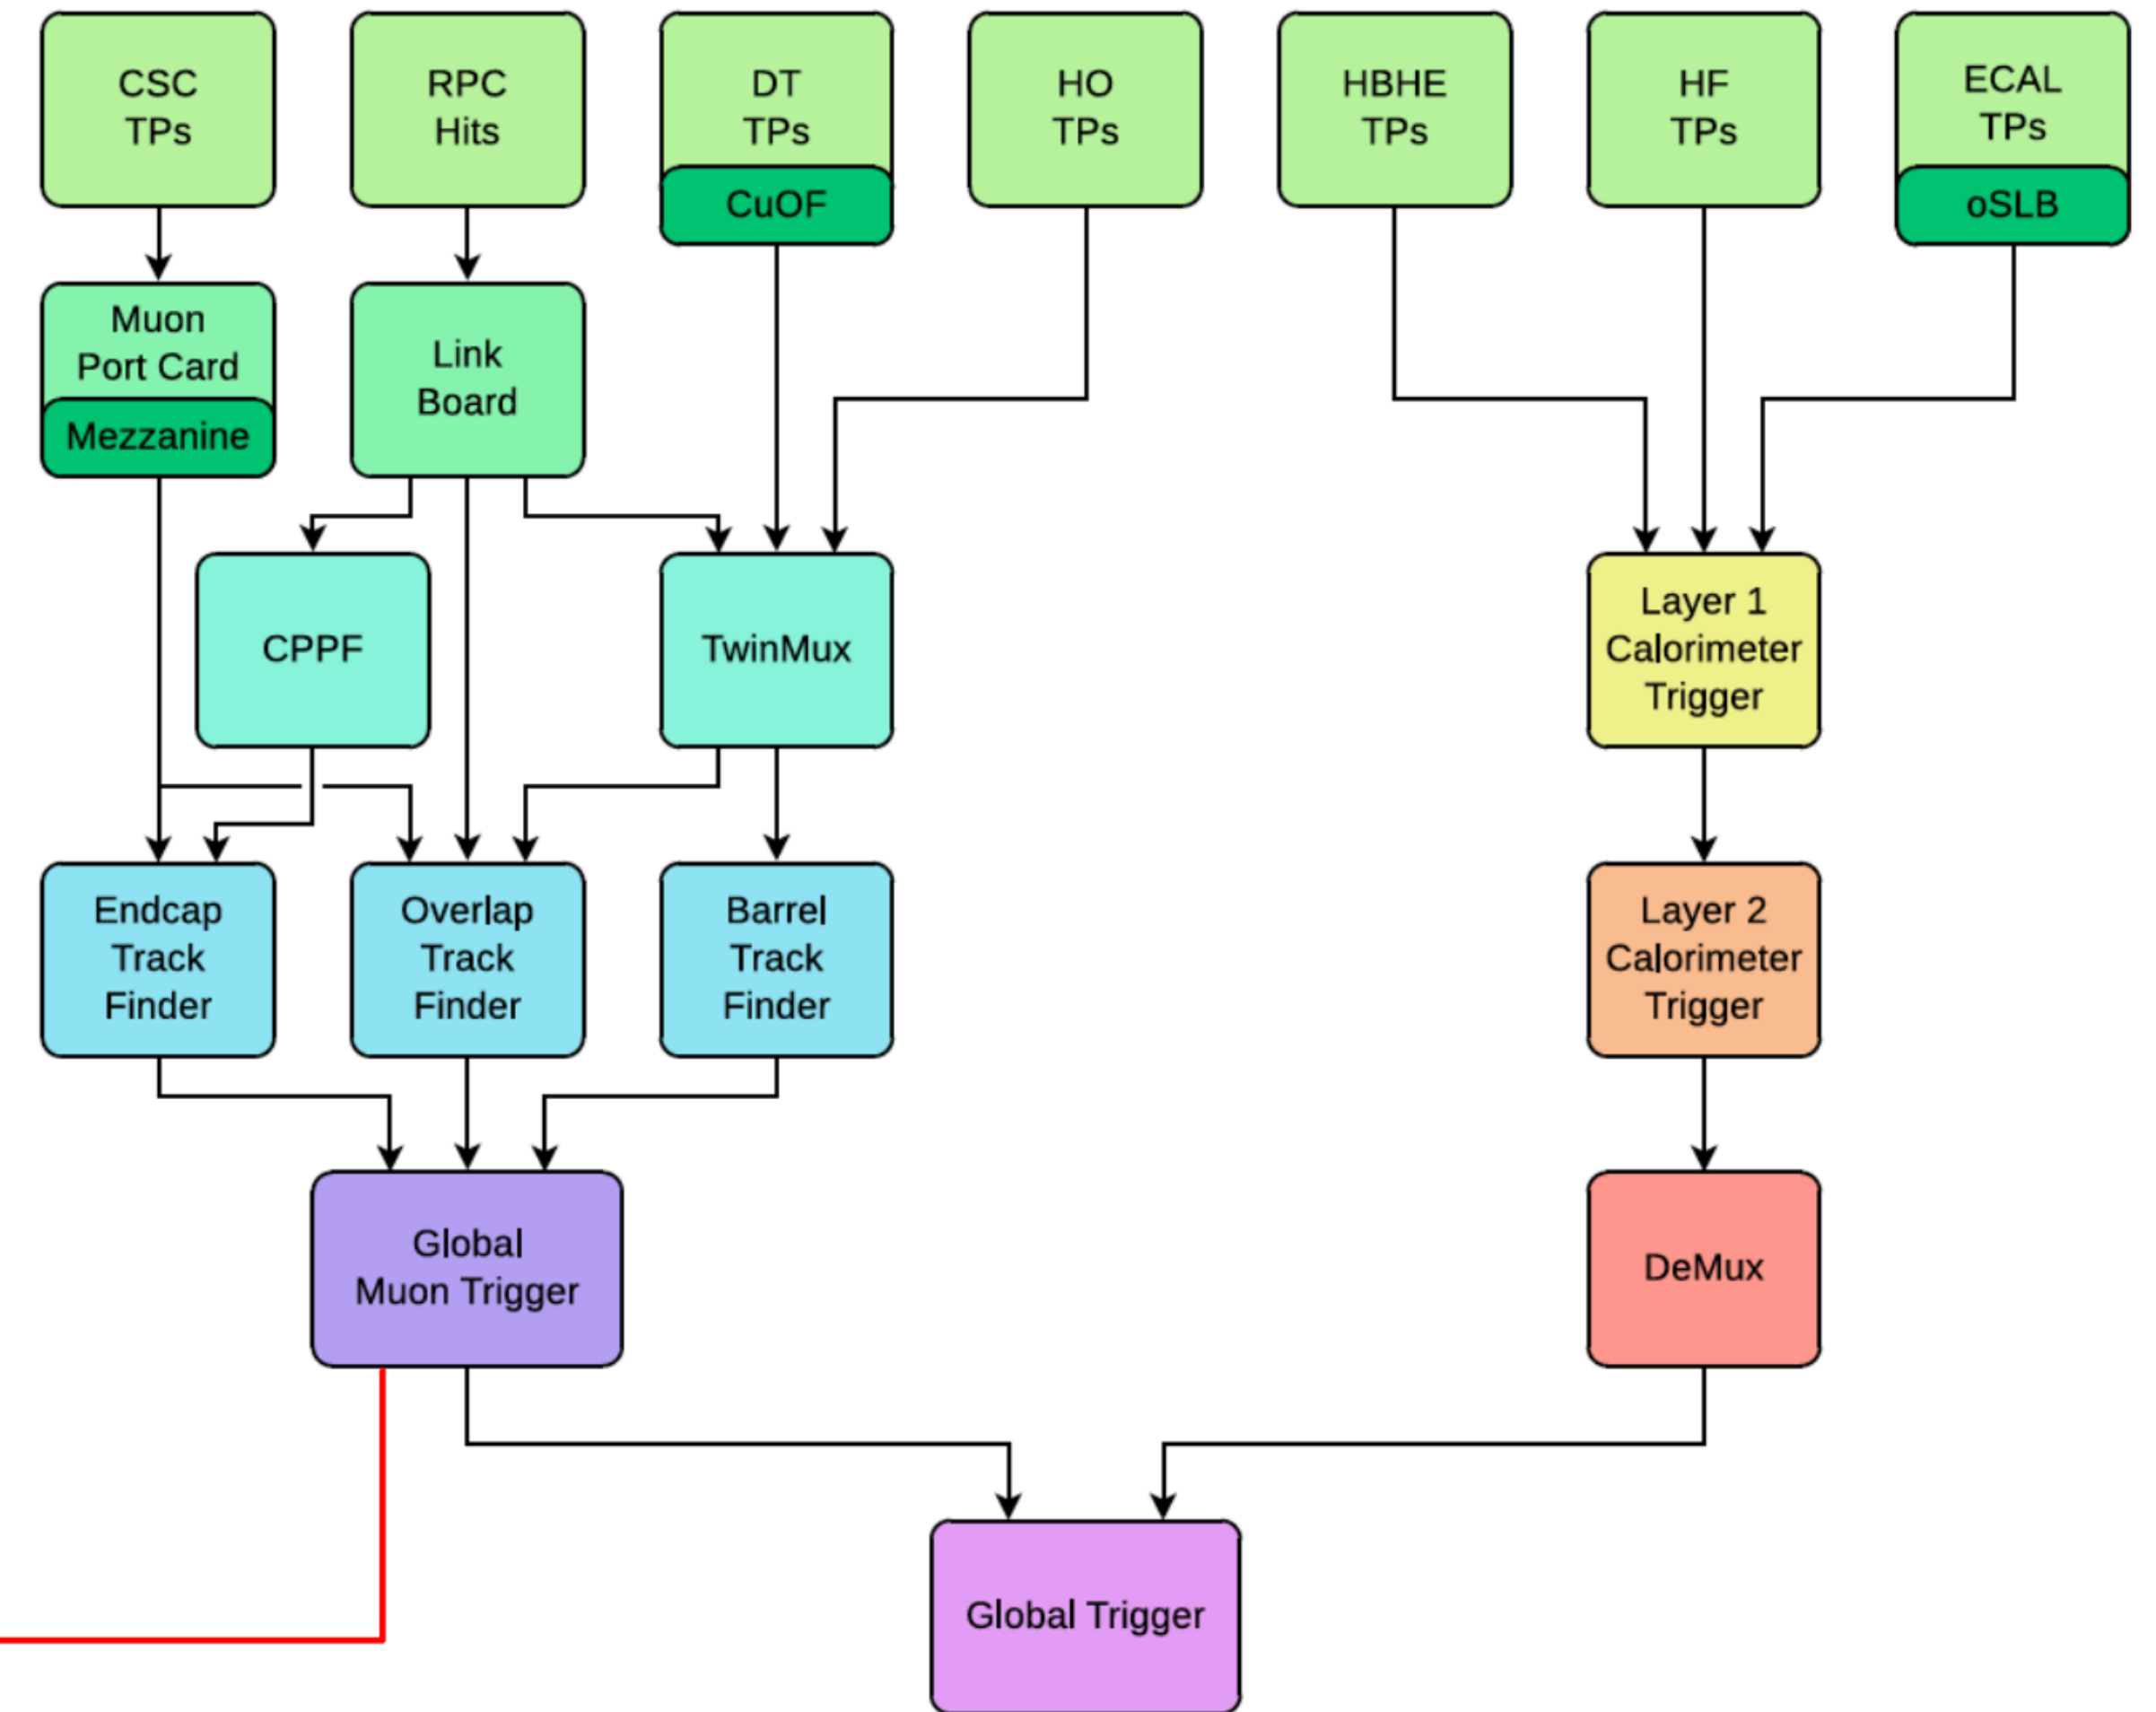 CSC
TPs
RPC
Hits
DT
TPs
CuOF
HO
TPs
HBHE
TPs
HF
TPs
ECAL
TPs
oSLB
Muon
Port Card
Mezzanine
Link
Board
CPPF
TwinMux
Layer 1
Calorimeter
Trigger
Endcap
Track
Finder
Overlap
Track
Finder
Barrel
Track
Finder
Layer 2
Calorimeter
Trigger
Global
Muon Trigger
DeMux
Global Trigger